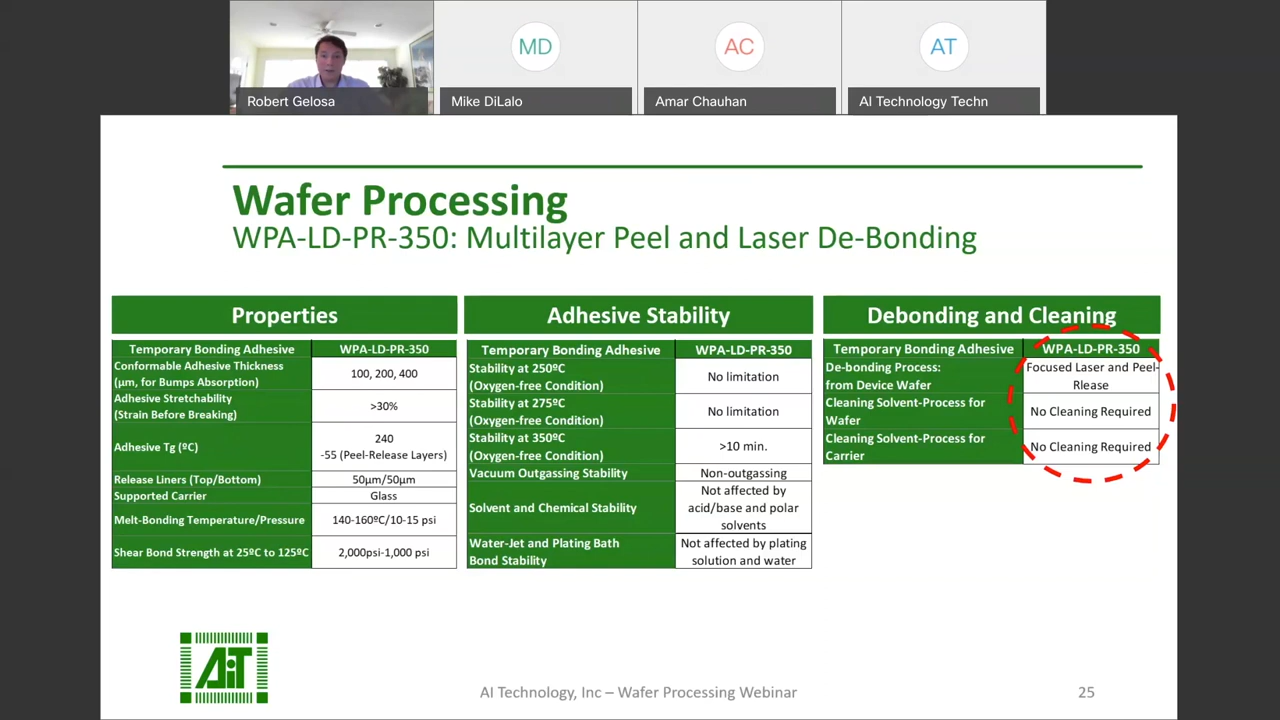 MD
AC
AT
Robert Gelosa
Mike DiLalo
Amar Chauhan
AI Technology Techn
Wafer Processing
WPA-LD-PR-350: Multilayer Peel and Laser De-Bonding
Properties
Temporary Bonding Adhesive WPA-LD-PR-350
Conformable Adhesive Thickness
(µm, for Bumps Absorption)
100, 200, 400
Adhesive Stretchability
(Strain Before Breaking)
>30%
Adhesive Tg (ºC)
240
-55 (Peel-Release Layers)
Release Liners (Top/Bottom) 50µm/50µm
Supported Carrier Glass
Melt-Bonding Temperature/Pressure 140-160ºC/10-15 psi
Shear Bond Strength at 25ºC to 125ºC 2,000psi-1,000 psi
Adhesive Stability
Temporary Bonding Adhesive WPA-LD-PR-350
Stability at 250ºC
(Oxygen-free Condition)
No limitation
Stability at 275ºC
(Oxygen-free Condition)
No limitation
Stability at 350ºC
(Oxygen-free Condition)
>10 min.
Vacuum Outgassing Stability Non-outgassing
Solvent and Chemical Stability
Not affected by
acid/base and polar
solvents
Water-Jet and Plating Bath
Bond Stability
Not affected by plating
solution and water
Debonding and Cleaning
Temporary Bonding Adhesive WPA-LD-PR-350
De-bonding Process:
from Device Wafer
Focused Laser and Peel-
Rlease
Cleaning Solvent-Process for
Wafer
No Cleaning Required
Cleaning Solvent-Process for
Carrier
No Cleaning Required
AiT
AI Technology, Inc – Wafer Processing Webinar
25